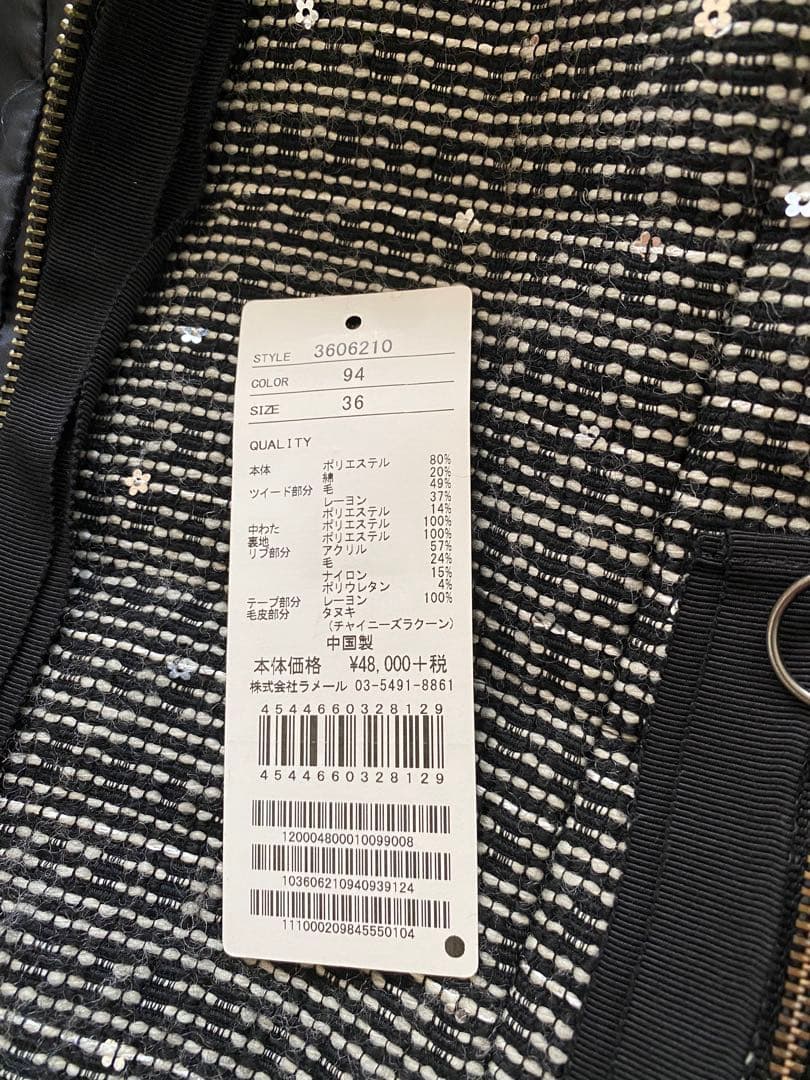 STYLE 3606210
COLOR 94
SIZE 36
QUALITY
本体 ポリエステル 80%
綿 20%
ツイード部分 毛 49%
レーヨン 37%
ポリエステル 14%
中わた ポリエステル 100%
裏地 ポリエステル 100%
リブ部分 アクリル 57%
毛 24%
ナイロン 15%
ポリウレタン 4%
テープ部分 レーヨン 100%
毛皮部分 タヌキ
(チャイニーズラクーン)
中国製
本体価格 ¥48,000+税
株式会社ラメール 03-5491-8861
4544660328129
4544660328129
120004800010099008
103606210940939124
111000209845550104